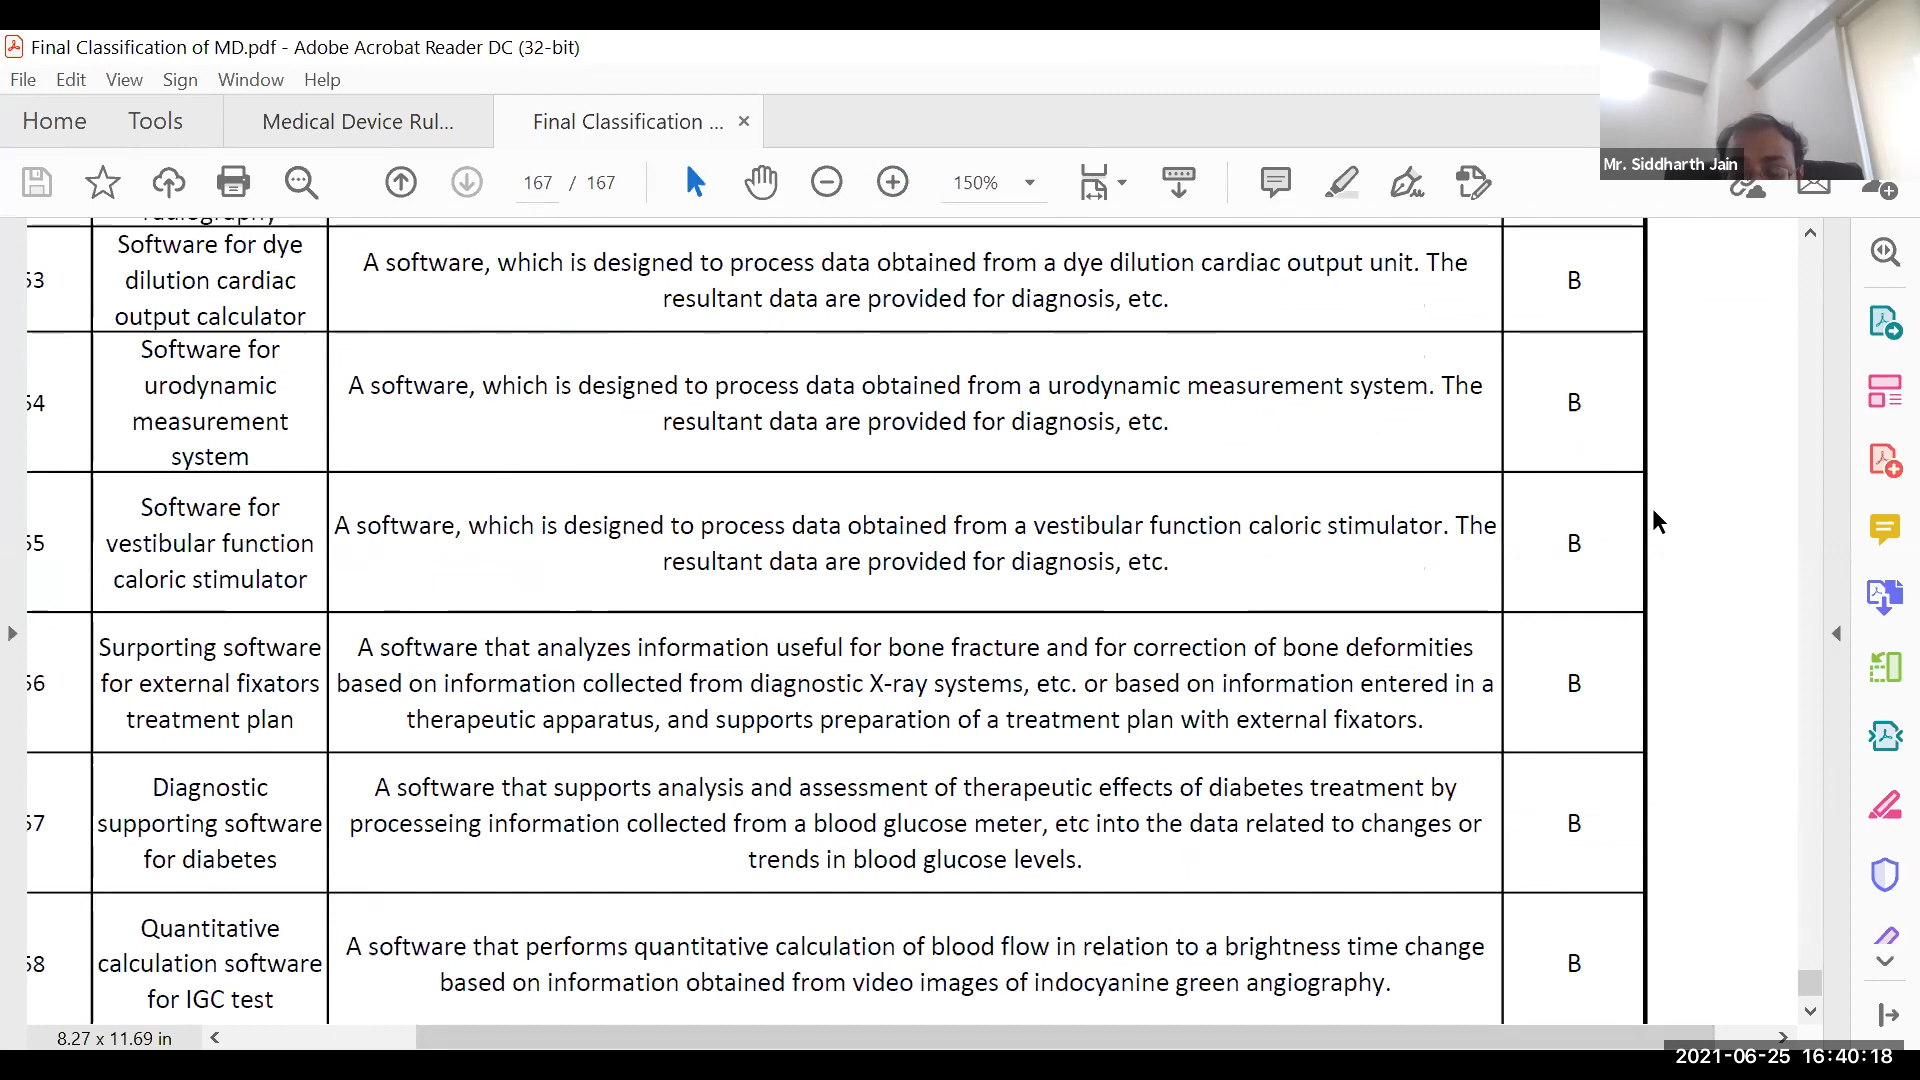 Final Classification of MD.pdf - Adobe Acrobat Reader DC (32-bit)
File Edit View Sign Window Help
Home Tools Medical Device Rul... Final Classification ... ×
167 / 167 150%
Mr. Siddharth Jain
radiography
53
Software for dye
dilution cardiac
output calculator
A software, which is designed to process data obtained from a dye dilution cardiac output unit. The
resultant data are provided for diagnosis, etc.
B
54
Software for
urodynamic
measurement
system
A software, which is designed to process data obtained from a urodynamic measurement system. The
resultant data are provided for diagnosis, etc.
B
55
Software for
vestibular function
caloric stimulator
A software, which is designed to process data obtained from a vestibular function caloric stimulator. The
resultant data are provided for diagnosis, etc.
B
56
Surporting software
for external fixators
treatment plan
A software that analyzes information useful for bone fracture and for correction of bone deformities
based on information collected from diagnostic X-ray systems, etc. or based on information entered in a
therapeutic apparatus, and supports preparation of a treatment plan with external fixators.
B
57
Diagnostic
supporting software
for diabetes
A software that supports analysis and assessment of therapeutic effects of diabetes treatment by
processeing information collected from a blood glucose meter, etc into the data related to changes or
trends in blood glucose levels.
B
58
Quantitative
calculation software
for IGC test
A software that performs quantitative calculation of blood flow in relation to a brightness time change
based on information obtained from video images of indocyanine green angiography.
B
8.27 x 11.69 in
2021-06-25 16:40:18